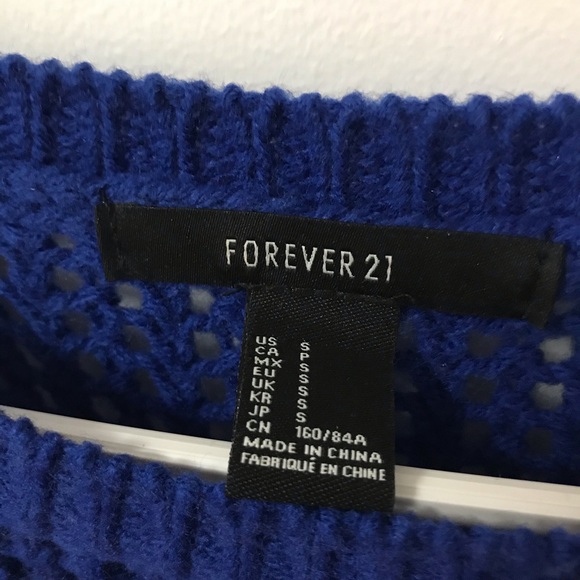 FOREVER 21
US S
CA P
MX S
EU S
UK S
KR S
JP S
CN 160/84A
MADE IN CHINA
FABRIQUÉ EN CHINE